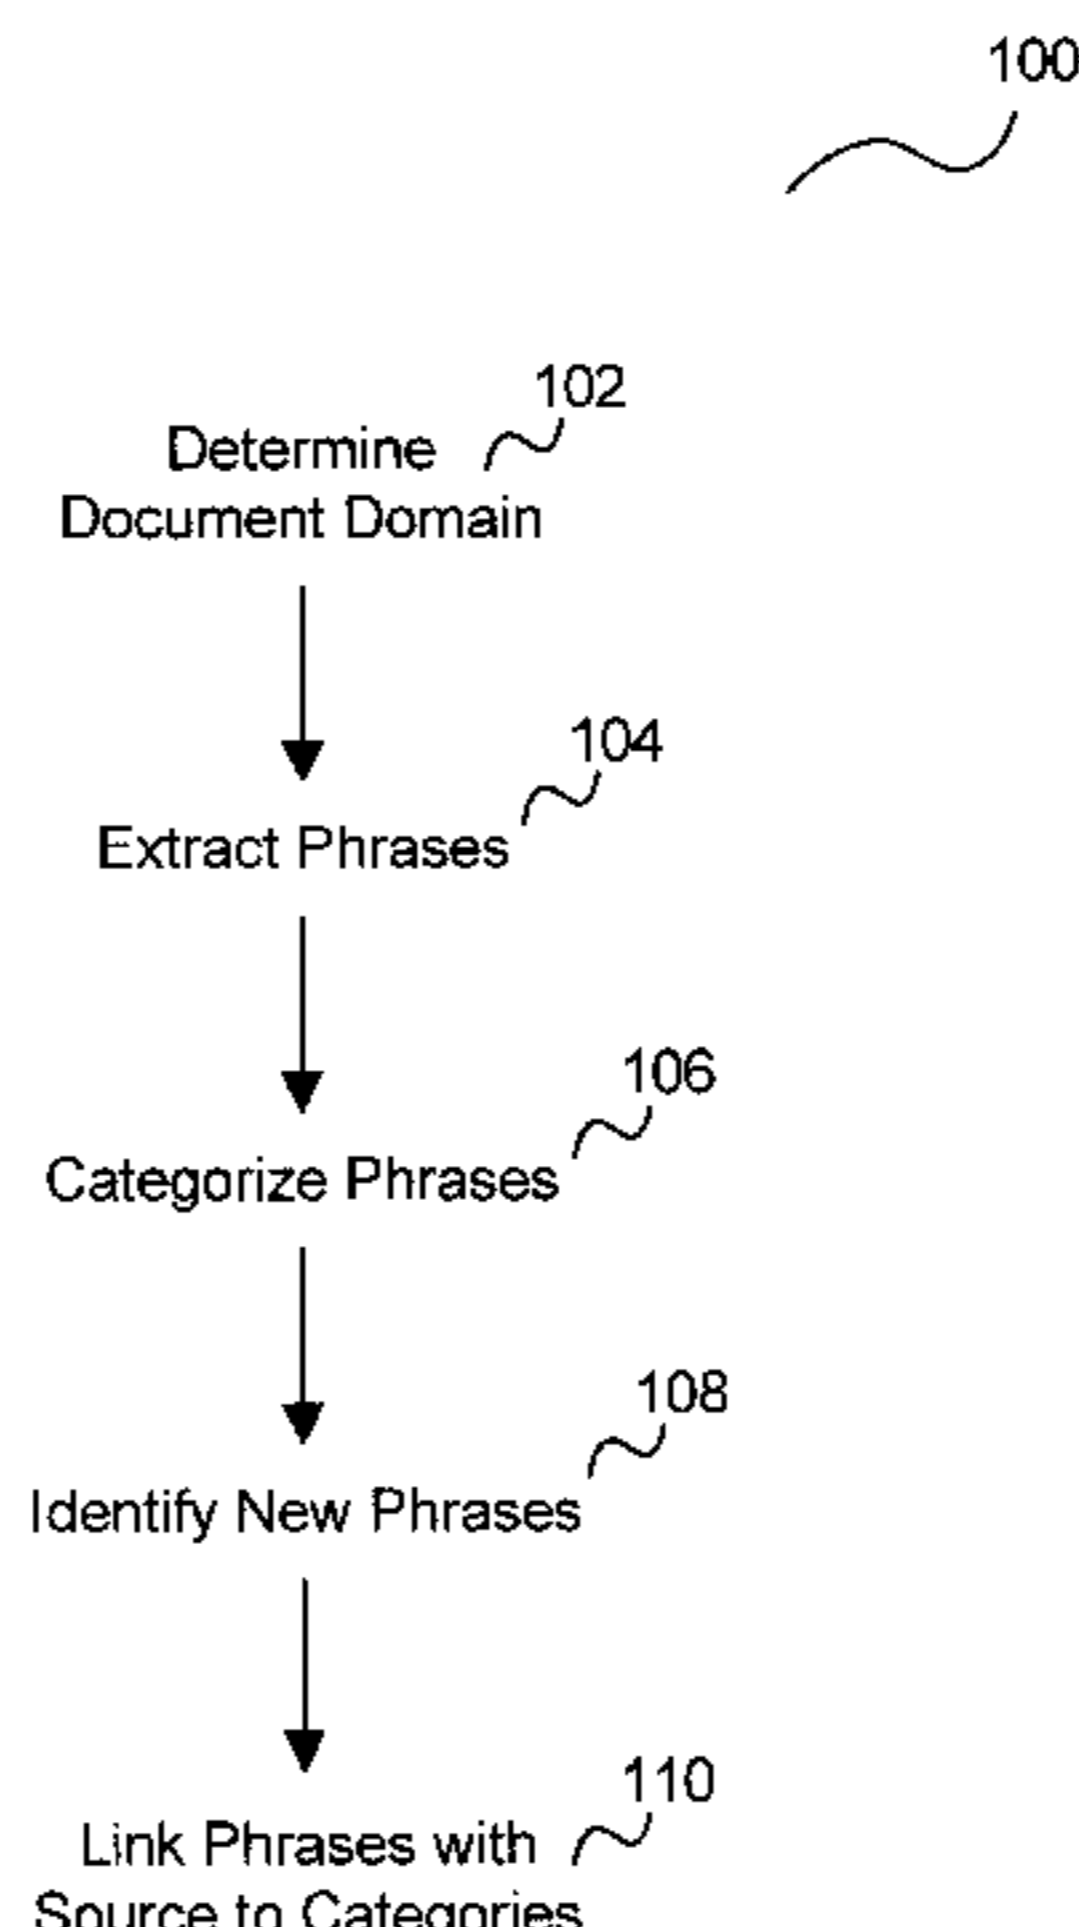 100
102
Determine
Document Domain
104
Extract Phrases
106
Categorize Phrases
108
Identify New Phrases
110
Link Phrases with
Source to Categories